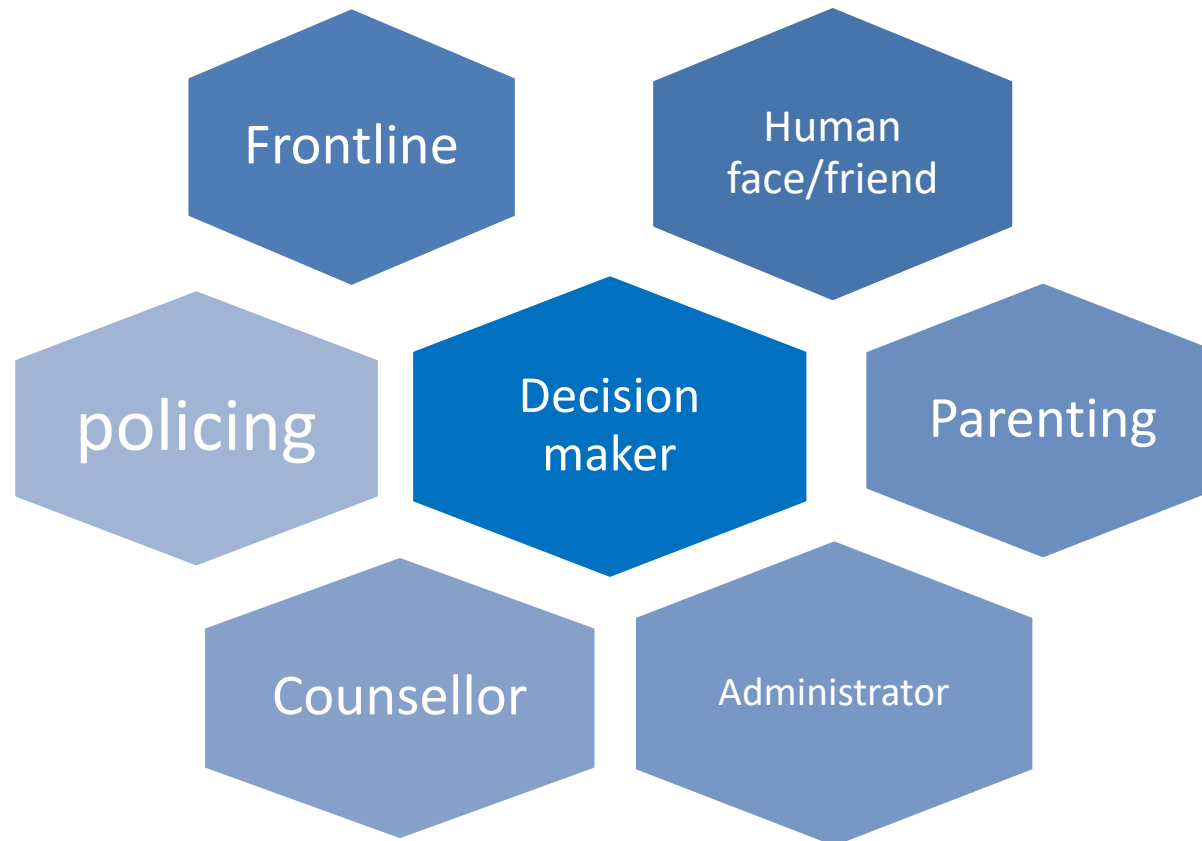 Frontline
Human
face/friend
policing
Decision
maker
Parenting
Counsellor
Administrator